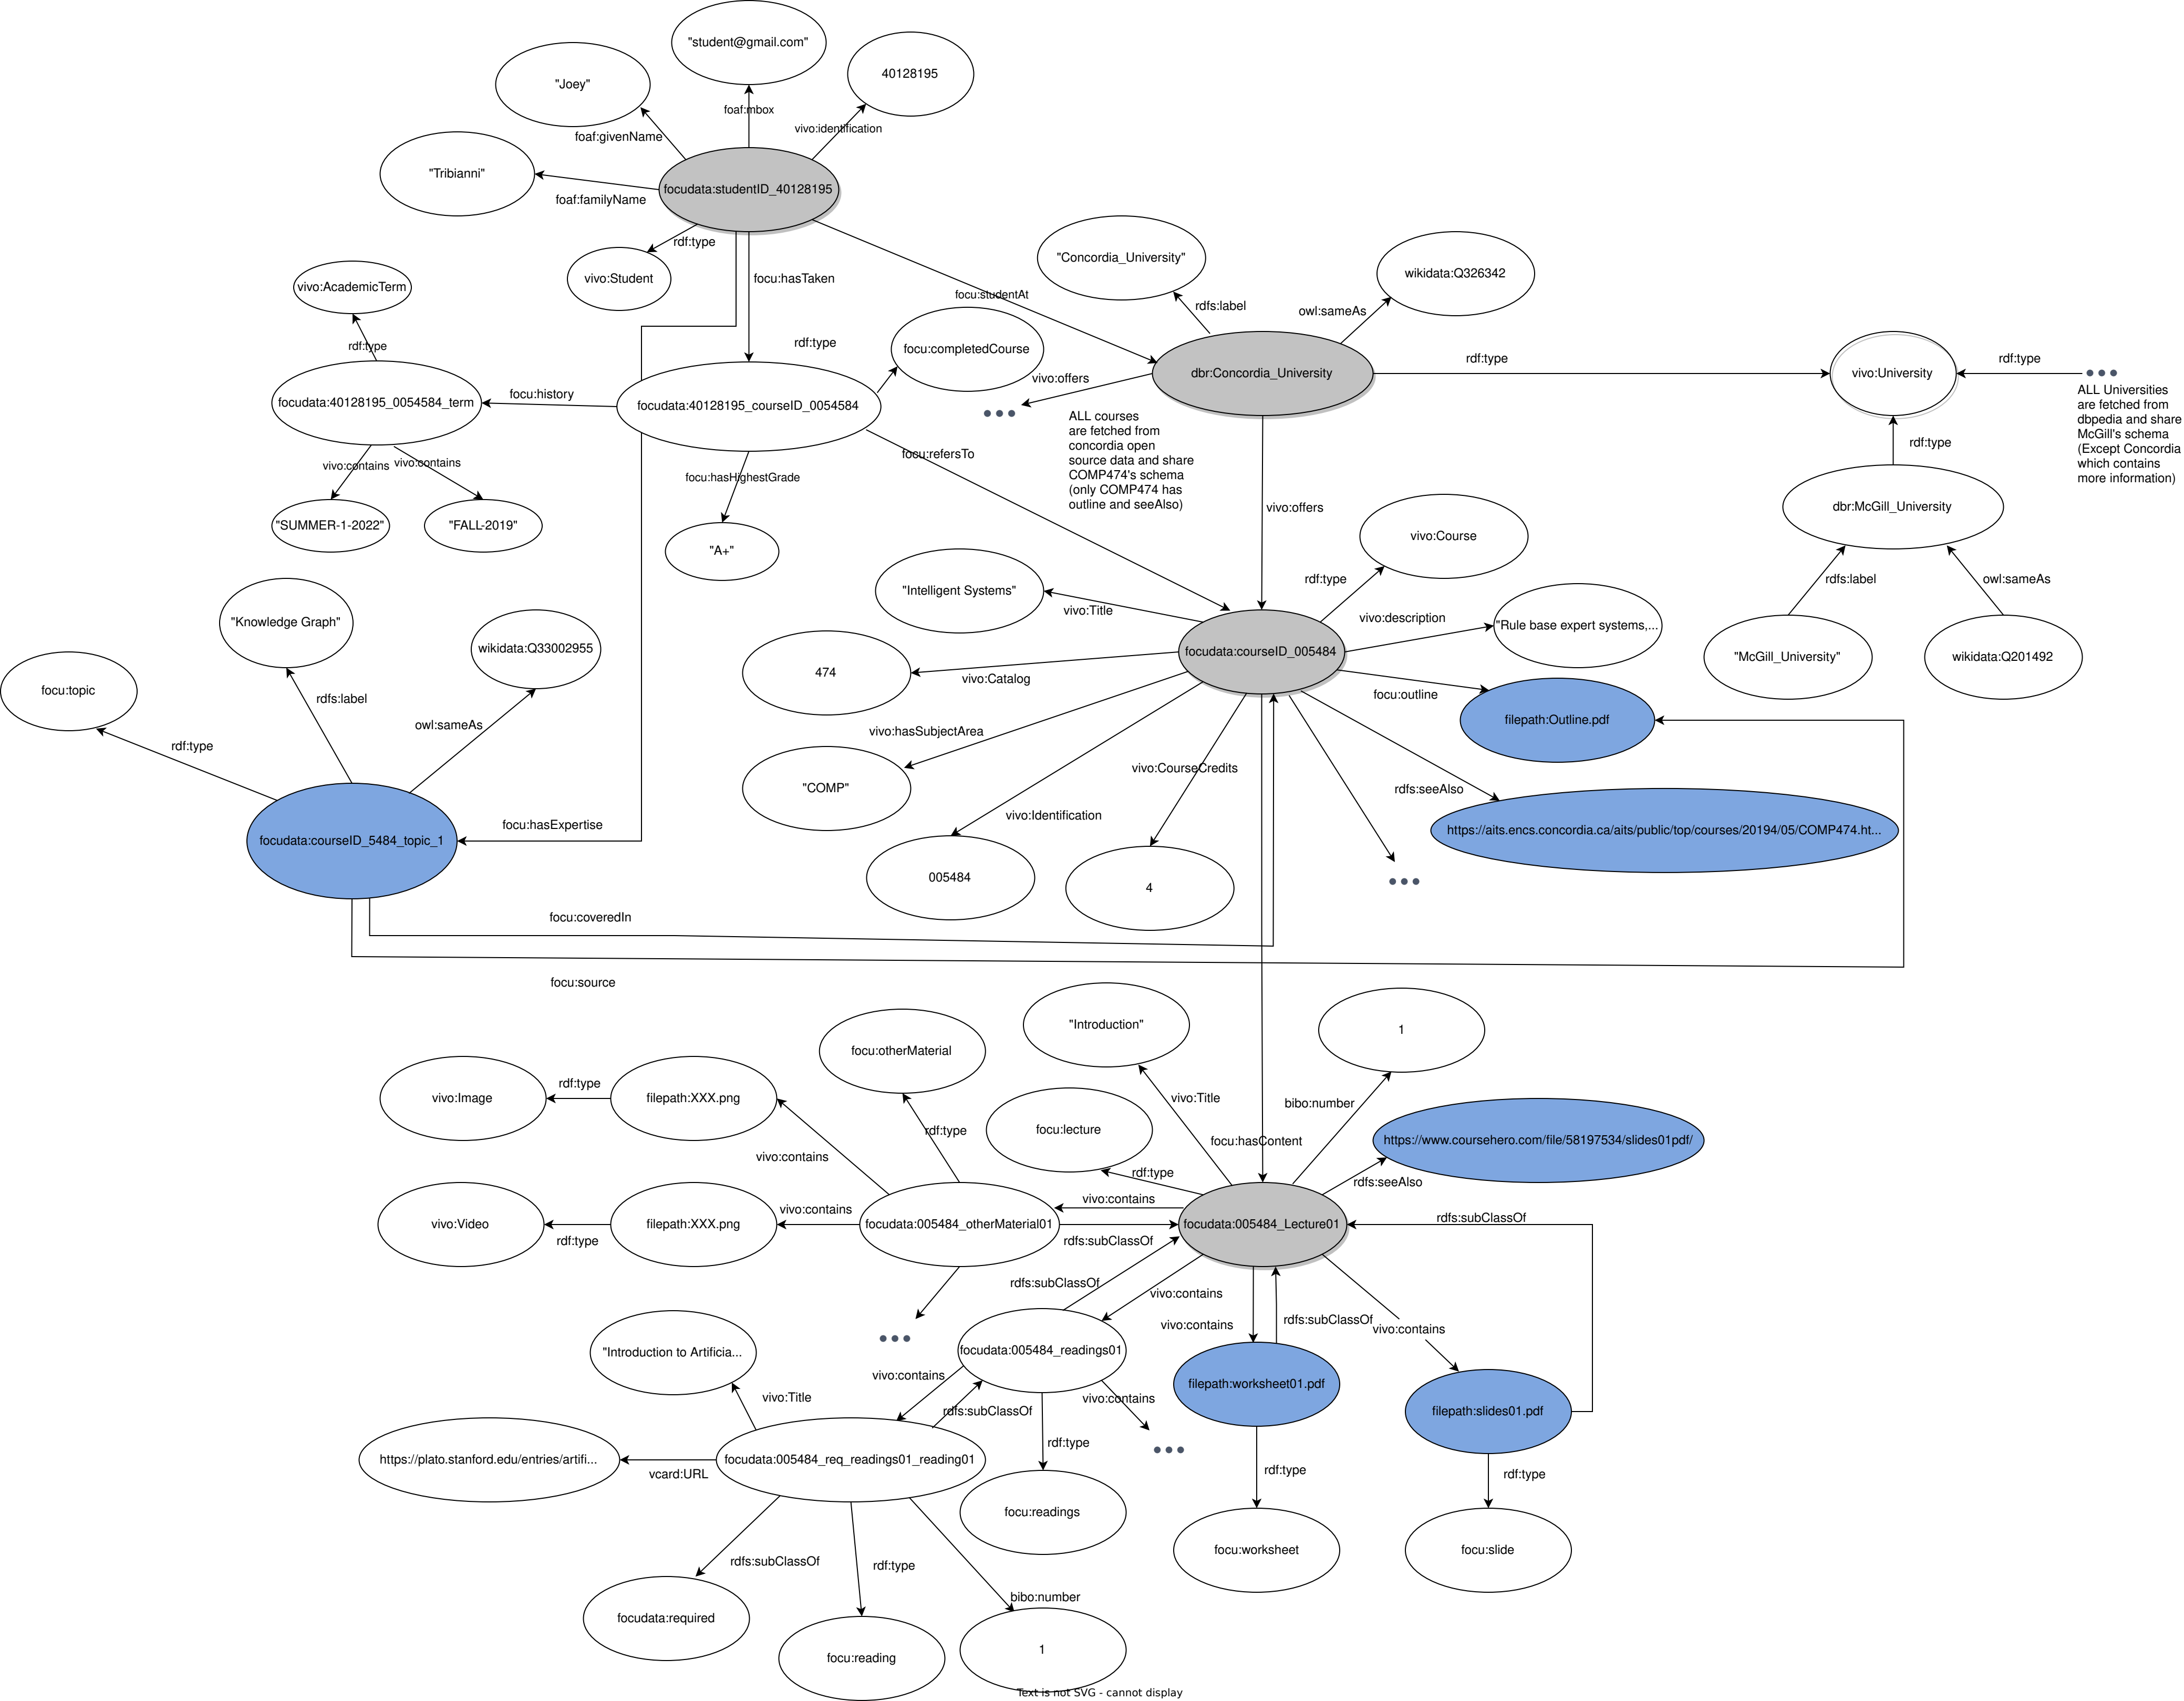 "student@gmail.com"
40128195
"Joey"
foaf:mbox
vivo:identification
foaf:givenName
"Tribianni"
focudata:studentID_40128195
foaf:familyName
rdf:type
vivo:Student
focu:hasTaken
vivo:AcademicTerm
"Concordia_University"
wikidata:Q326342
focu:studentAt
rdfs:label
owl:sameAs
rdf:type
rdf:type
focu:completedCourse
rdf:type
rdf:type
vivo:offers
dbr:Concordia_University
vivo:University
ALL Universities
are fetched from
dbpedia and share
McGill's schema
(Except Concordia
which contains
more information)
focu:history
focudata:40128195_0054584_term
focudata:40128195_courseID_0054584
ALL courses
are fetched from
concordia open
source data and share
COMP474's schema
(only COMP474 has
outline and seeAlso)
rdf:type
focu:refersTo
vivo:contains
vivo:contains
focu:hasHighestGrade
vivo:offers
dbr:McGill_University
"SUMMER-1-2022"
"FALL-2019"
"A+"
vivo:Course
rdf:type
rdfs:label
owl:sameAs
"Intelligent Systems"
vivo:Title
vivo:description
"Rule base expert systems,...
"Knowledge Graph"
wikidata:Q33002955
focudata:courseID_005484
"McGill_University"
wikidata:Q201492
474
vivo:Catalog
focu:outline
focu:topic
rdfs:label
owl:sameAs
filepath:Outline.pdf
vivo:hasSubjectArea
rdf:type
vivo:CourseCredits
"COMP"
rdfs:seeAlso
vivo:Identification
focu:hasExpertise
https://aits.encs.concordia.ca/aits/public/top/courses/20194/05/COMP474.ht...
focudata:courseID_5484_topic_1
005484
4
focu:coveredIn
focu:source
"Introduction"
1
focu:otherMaterial
vivo:Image
rdf:type
filepath:XXX.png
vivo:Title
bibo:number
rdf:type
focu:lecture
focu:hasContent
https://www.coursehero.com/file/58197534/slides01pdf/
vivo:contains
rdf:type
rdfs:seeAlso
vivo:contains
vivo:contains
rdfs:subClassOf
vivo:Video
rdf:type
filepath:XXX.png
focudata:005484_otherMaterial01
focudata:005484_Lecture01
rdfs:subClassOf
rdfs:subClassOf
vivo:contains
vivo:contains
rdfs:subClassOf
vivo:contains
"Introduction to Artificia...
focudata:005484_readings01
vivo:contains
filepath:worksheet01.pdf
vivo:Title
vivo:contains
rdfs:subClassOf
filepath:slides01.pdf
rdf:type
https://plato.stanford.edu/entries/artifi...
vcard:URL
focudata:005484_req_readings01_reading01
rdf:type
rdf:type
focu:readings
rdfs:subClassOf
rdf:type
focu:worksheet
focu:slide
bibo:number
focudata:required
focu:reading
1
Text is not SVG - cannot display